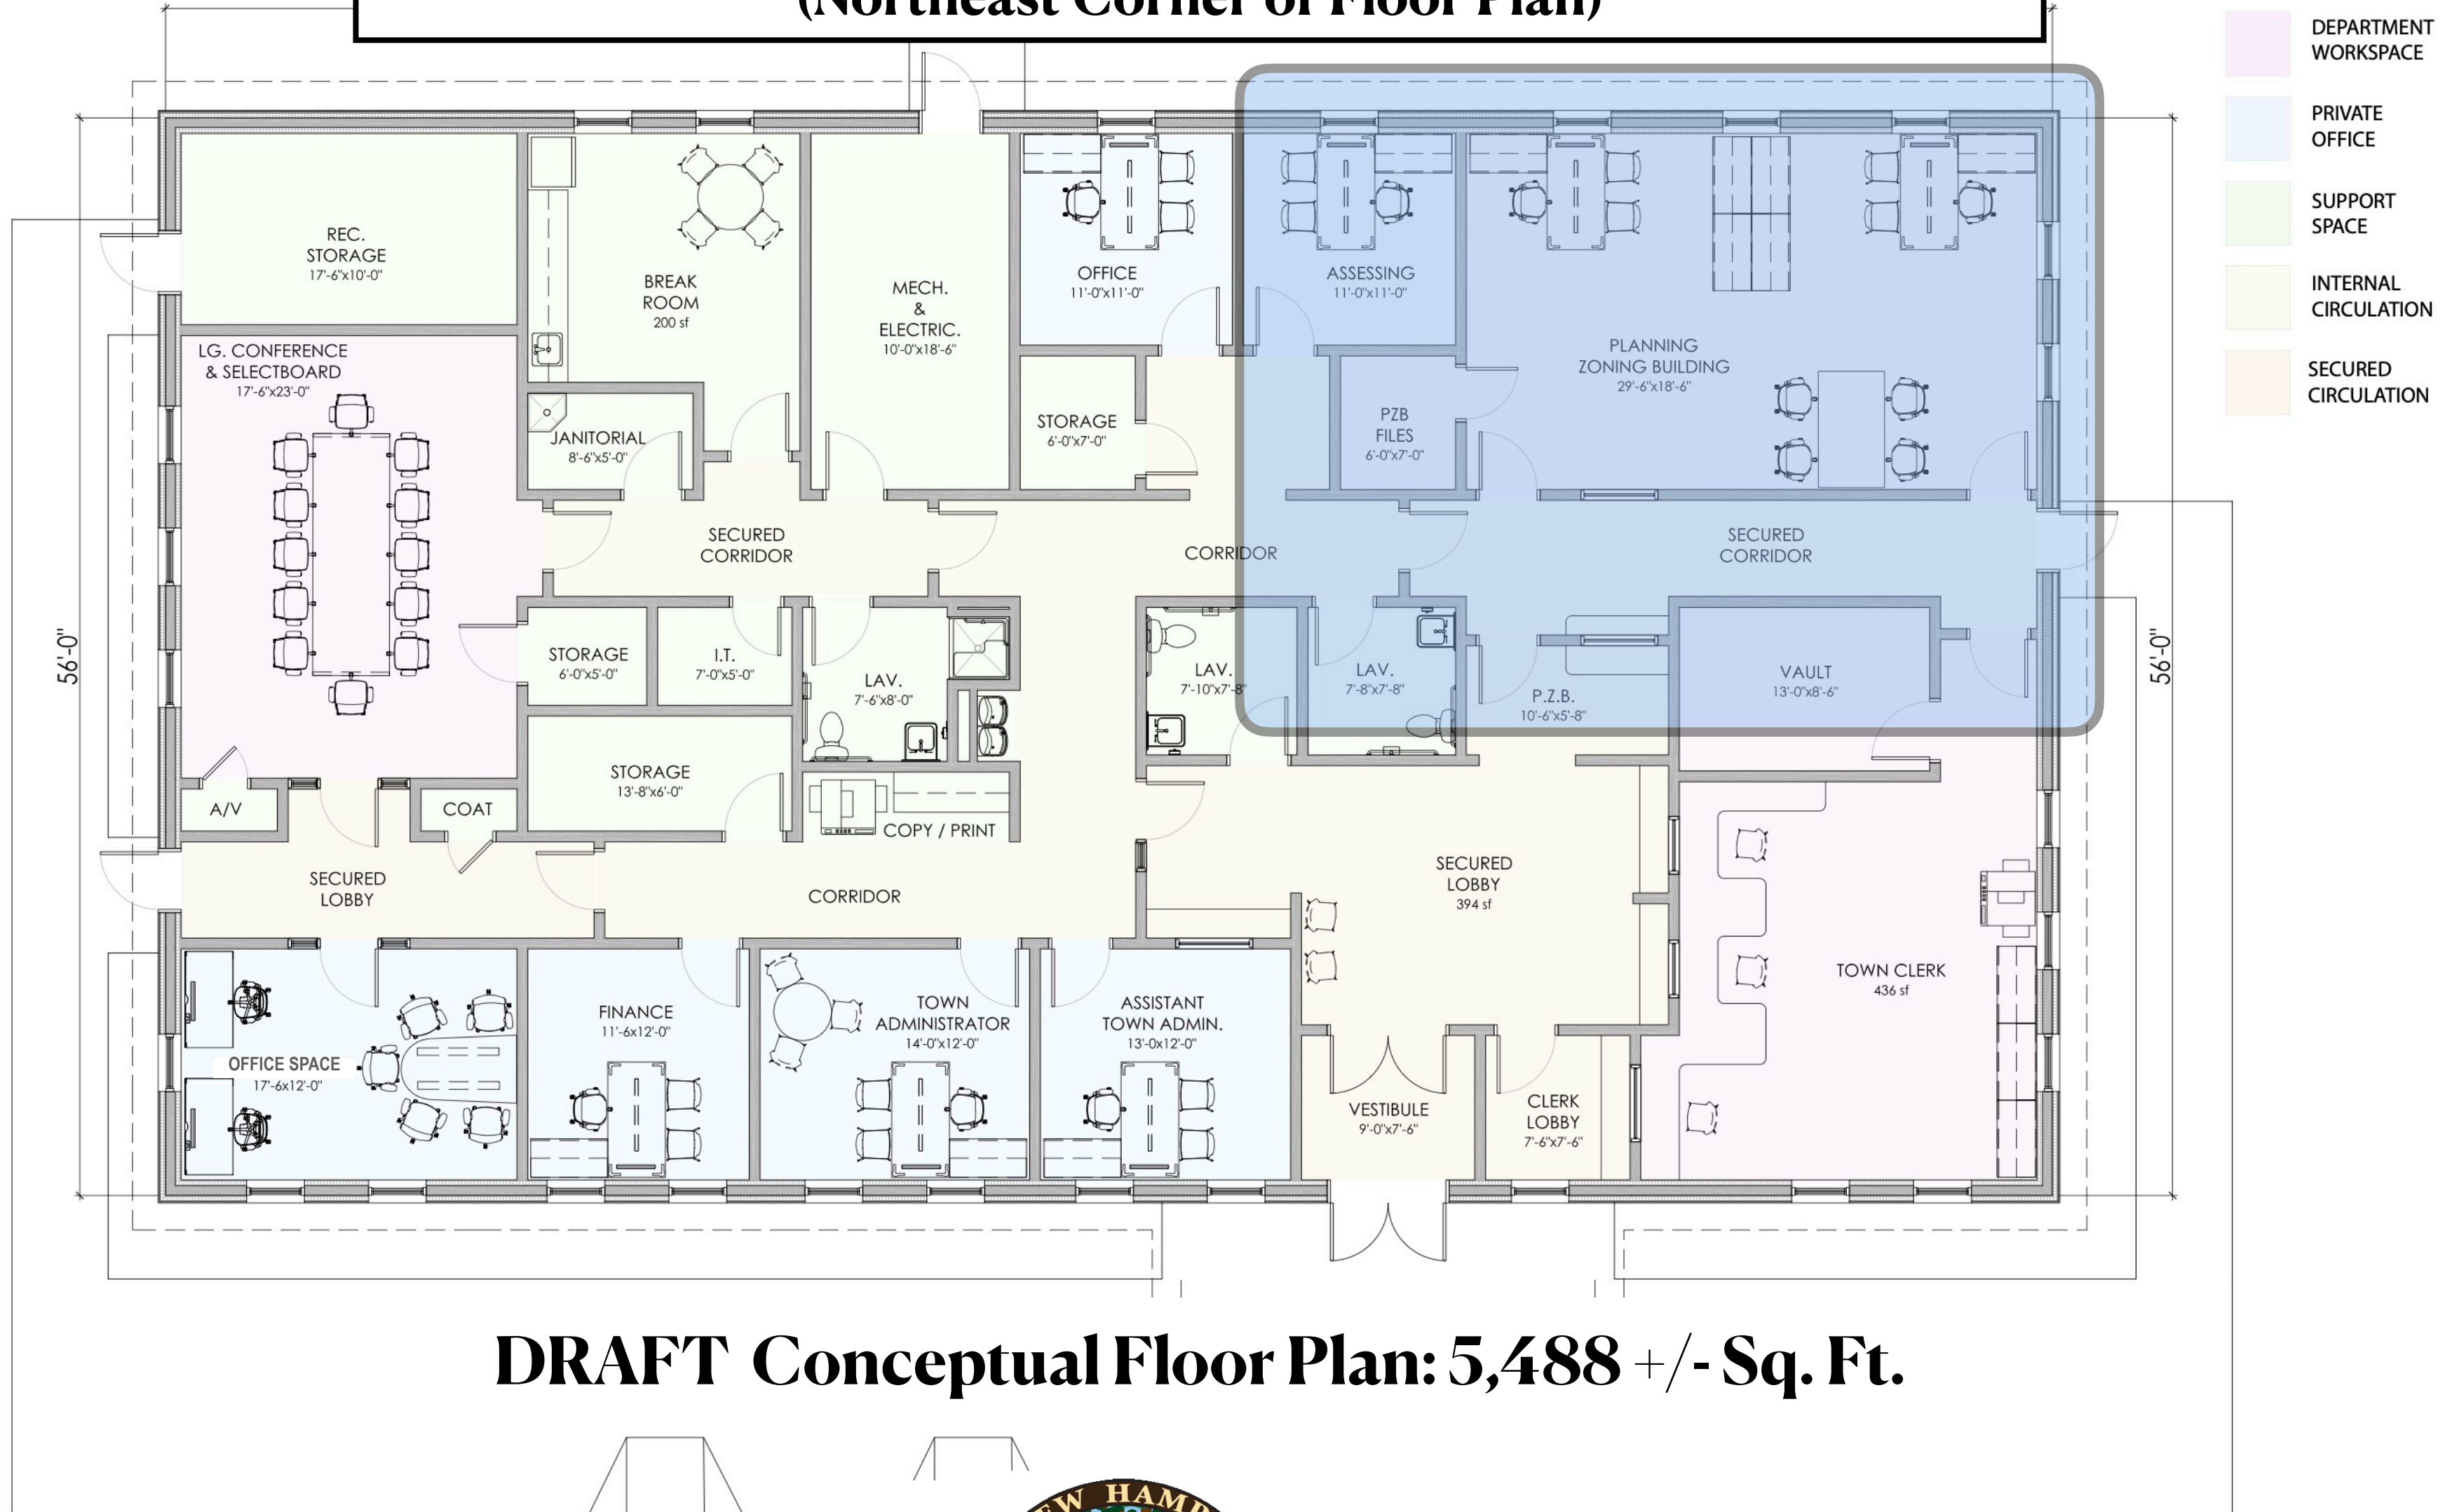 (Northeast Corner of Floor Plan)
DEPARTMENT
WORKSPACE
PRIVATE
OFFICE
SUPPORT
SPACE
INTERNAL
CIRCULATION
SECURED
CIRCULATION
REC.
STORAGE
17'-6"x10'-0"
BREAK
ROOM
200 sf
MECH.
&
ELECTRIC.
10'-0"x18'-6"
OFFICE
11'-0"x11'-0"
ASSESSING
11'-0"x11'-0"
PLANNING
ZONING BUILDING
29'-6"x18'-6"
LG. CONFERENCE
& SELECTBOARD
17'-6"x23'-0"
JANITORIAL
8'-6"x5'-0"
STORAGE
6'-0"x7'-0"
PZB
FILES
6'-0"x7'-0"
SECURED
CORRIDOR
CORRIDOR
SECURED
CORRIDOR
56'-0"
56'-0"
STORAGE
6'-0"x5'-0"
I.T.
7'-0"x5'-0"
LAV.
7'-6"x8'-0"
LAV.
7'-10"x7'-8"
LAV.
7'-8"x7'-8"
P.Z.B.
10'-6"x5'-8"
VAULT
13'-0"x8'-6"
STORAGE
13'-8"x6'-0"
A/V
COAT
COPY / PRINT
SECURED
LOBBY
CORRIDOR
SECURED
LOBBY
394 sf
TOWN CLERK
436 sf
OFFICE SPACE
17'-6x12'-0"
FINANCE
11'-6x12'-0"
TOWN
ADMINISTRATOR
14'-0"x12'-0"
ASSISTANT
TOWN ADMIN.
13'-0x12'-0"
VESTIBULE
9'-0"x7'-6"
CLERK
LOBBY
7'-6"x7'-6"
DRAFT Conceptual Floor Plan: 5,488 +/- Sq. Ft.